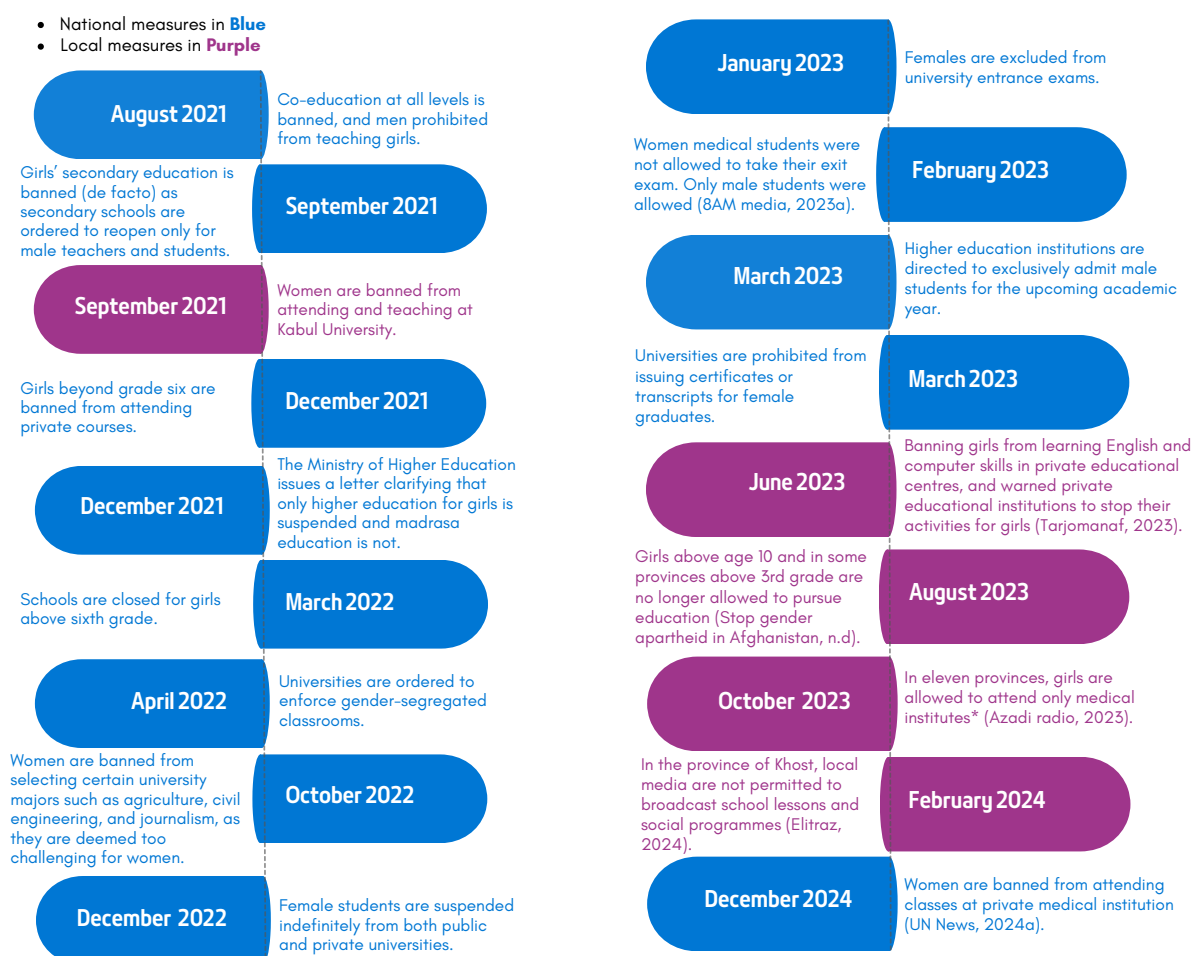 National measures in Blue
Local measures in Purple
August 2021
Co-education at all levels is
banned, and men prohibited
from teaching girls.
Girls' secondary education is
banned (de facto) as
secondary schools are
ordered to reopen only for
male teachers and students.
September 2021
September 2021
Women are banned from
attending and teaching at
Kabul University.
Girls beyond grade six are
banned from attending
private courses.
December 2021
December 2021
The Ministry of Higher Education
issues a letter clarifying that
only higher education for girls is
suspended and madrasa
education is not.
Schools are closed for girls
above sixth grade.
March 2022
April 2022
Universities are ordered to
enforce gender-segregated
classrooms.
Women are banned from
selecting certain university
majors such as agriculture, civil
engineering, and journalism, as
they are deemed too
challenging for women.
October 2022
December 2022
Female students are suspended
indefinitely from both public
and private universities.
January 2023
Females are excluded from
university entrance exams.
Women medical students were
not allowed to take their exit
exam. Only male students were
allowed (8AM media, 2023a).
February 2023
March 2023
Higher education institutions are
directed to exclusively admit male
students for the upcoming academic
year.
Universities are prohibited from
issuing certificates or
transcripts for female
graduates.
March 2023
June 2023
Banning girls from learning English and
computer skills in private educational
centres, and warned private
educational institutions to stop their
activities for girls (Tarjomanaf, 2023).
Girls above age 10 and in some
provinces above 3rd grade are
no longer allowed to pursue
education (Stop gender
apartheid in Afghanistan, n.d).
August 2023
October 2023
In eleven provinces, girls are
allowed to attend only medical
institutes* (Azadi radio, 2023).
In the province of Khost, local
media are not permitted to
broadcast school lessons and
social programmes (Elitraz,
2024).
February 2024
December 2024
Women are banned from attending
classes at private medical institution
(UN News, 2024a).